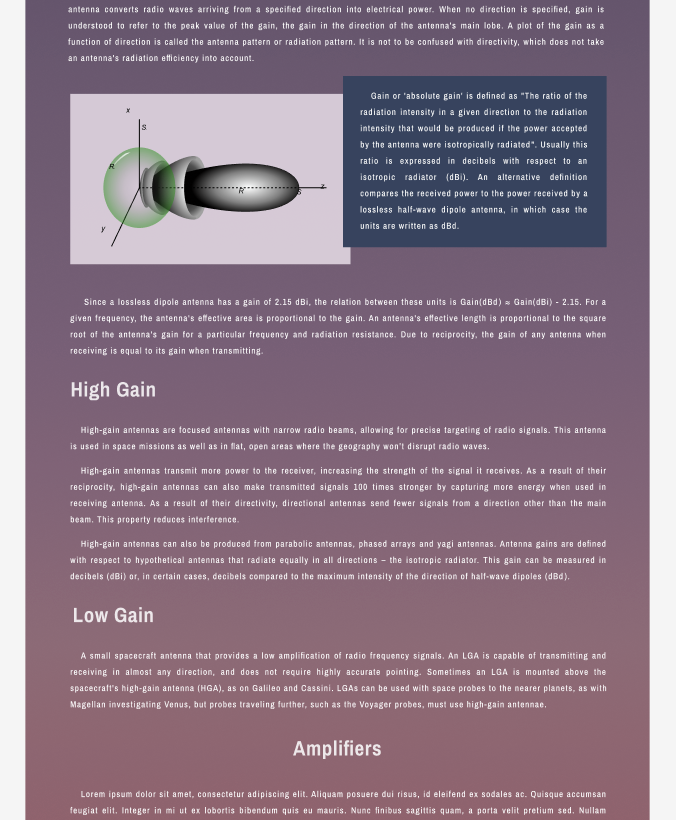 antenna converts radio waves arriving from a specified direction into electrical power. When no direction is specified, gain is
understood to refer to the peak value of the gain, the gain in the direction of the antenna's main lobe. A plot of the gain as a
function of direction is called the antenna pattern or radiation pattern. It is not to be confused with directivity, which does not take
an antenna's radiation efficiency into account.
x
S
R
R
S
z
y
Gain or 'absolute gain' is defined as "The ratio of the
radiation intensity in a given direction to the radiation
intensity that would be produced if the power accepted
by the antenna were isotropically radiated". Usually this
ratio is expressed in decibels with respect to an
isotropic radiator (dBi). An alternative definition
compares the received power to the power received by a
lossless half-wave dipole antenna, in which case the
units are written as dBd.
Since a lossless dipole antenna has a gain of 2.15 dBi, the relation between these units is Gain(dBd) ≈ Gain(dBi) - 2.15. For a
given frequency, the antenna's effective area is proportional to the gain. An antenna's effective length is proportional to the square
root of the antenna's gain for a particular frequency and radiation resistance. Due to reciprocity, the gain of any antenna when
receiving is equal to its gain when transmitting.
High Gain
High-gain antennas are focused antennas with narrow radio beams, allowing for precise targeting of radio signals. This antenna
is used in space missions as well as in flat, open areas where the geography won't disrupt radio waves.
High-gain antennas transmit more power to the receiver, increasing the strength of the signal it receives. As a result of their
reciprocity, high-gain antennas can also make transmitted signals 100 times stronger by capturing more energy when used in
receiving antenna. As a result of their directivity, directional antennas send fewer signals from a direction other than the main
beam. This property reduces interference.
High-gain antennas can also be produced from parabolic antennas, phased arrays and yagi antennas. Antenna gains are defined
with respect to hypothetical antennas that radiate equally in all directions – the isotropic radiator. This gain can be measured in
decibels (dBi) or, in certain cases, decibels compared to the maximum intensity of the direction of half-wave dipoles (dBd).
Low Gain
A small spacecraft antenna that provides a low amplification of radio frequency signals. An LGA is capable of transmitting and
receiving in almost any direction, and does not require highly accurate pointing. Sometimes an LGA is mounted above the
spacecraft's high-gain antenna (HGA), as on Galileo and Cassini. LGAs can be used with space probes to the nearer planets, as with
Magellan investigating Venus, but probes traveling further, such as the Voyager probes, must use high-gain antennae.
Amplifiers
Lorem ipsum dolor sit amet, consectetur adipiscing elit. Aliquam posuere dui risus, id eleifend ex sodales ac. Quisque accumsan
feugiat elit. Integer in mi ut ex lobortis bibendum quis eu mauris. Nunc finibus sagittis quam, a porta velit pretium sed. Nullam